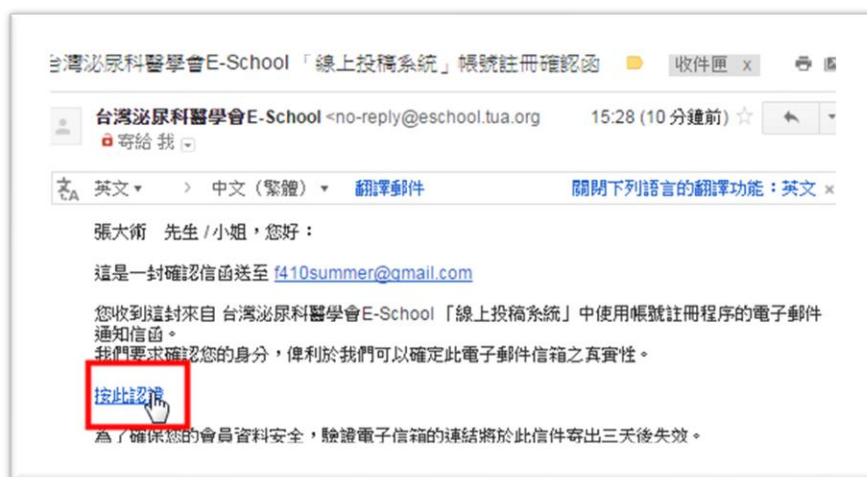 台灣泌尿科醫學會E-School「線上投稿系統」帳號註冊確認函 收件匣 x
台灣泌尿科醫學會E-School <no-reply@eschool.tua.org 15:28 (10 分鐘前)
寄給 我
英文 > 中文（繁體） 翻譯郵件 關閉下列語言的翻譯功能：英文 ×
張大術 先生 / 小姐，您好：
這是一封確認信函送至 f410summer@gmail.com
您收到這封來自 台灣泌尿科醫學會E-School「線上投稿系統」中使用帳號註冊程序的電子郵件
通知信函。
我們要求確認您的身分，俾利於我們可以確定此電子郵件信箱之真實性。
按此認證
為了確保您的會員資料安全，驗證電子信箱的連結將於此信件寄出三天後失效。